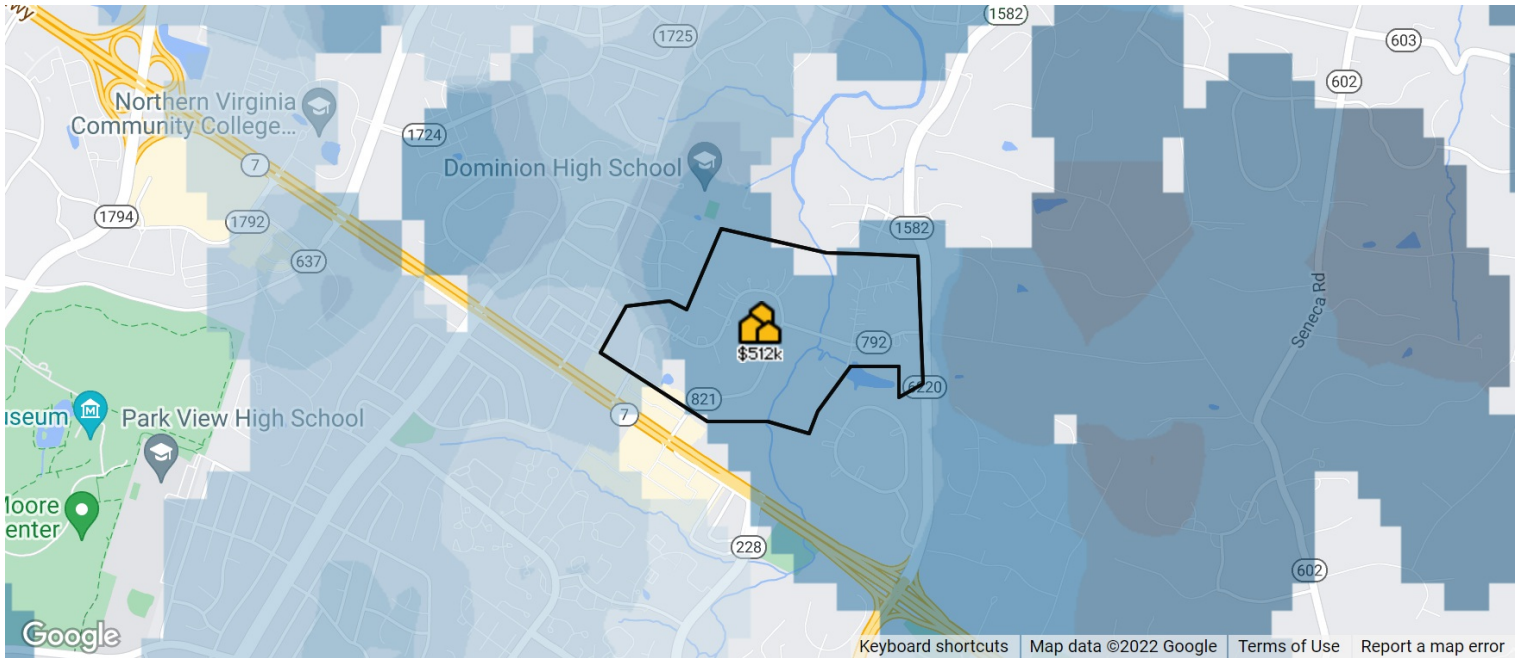 wy
1582
1725
603
602
Northern Virginia
Community College...
1724
7
Dominion High School
1794
1792
1582
637
Seneca Rd
$512k
792
6220
821
useum
Park View High School
7
Moore
enter
228
602
Google
Keyboard shortcuts
Map data ©2022 Google
Terms of Use
Report a map error